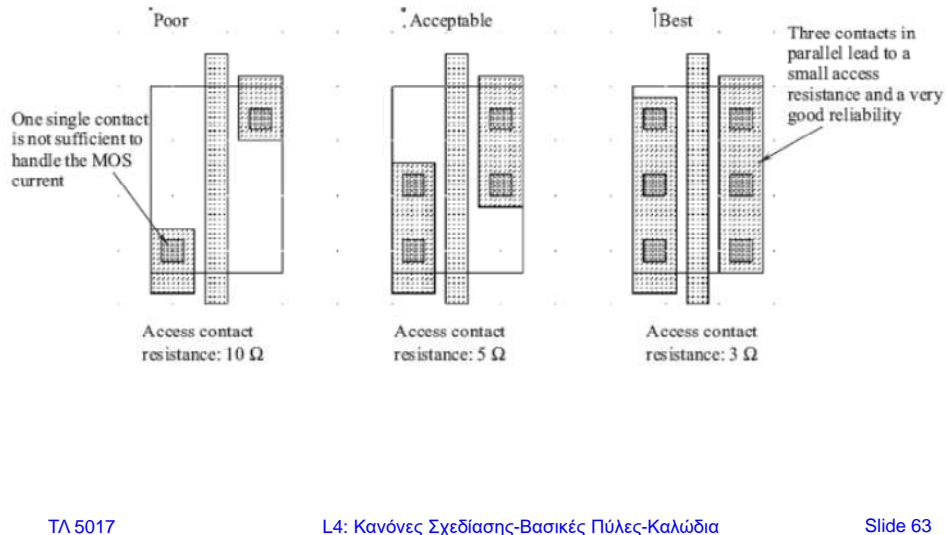 Poor
Acceptable
Best
One single contact
is not sufficient to
handle the MOS
current
Three contacts in
parallel lead to a
small access
resistance and a very
good reliability
Access contact
resistance: 10 Ω
Access contact
resistance: 5 Ω
Access contact
resistance: 3 Ω
ΤΛ 5017
L4: Κανόνες Σχεδίασης-Βασικές Πύλες-Καλώδια
Slide 63